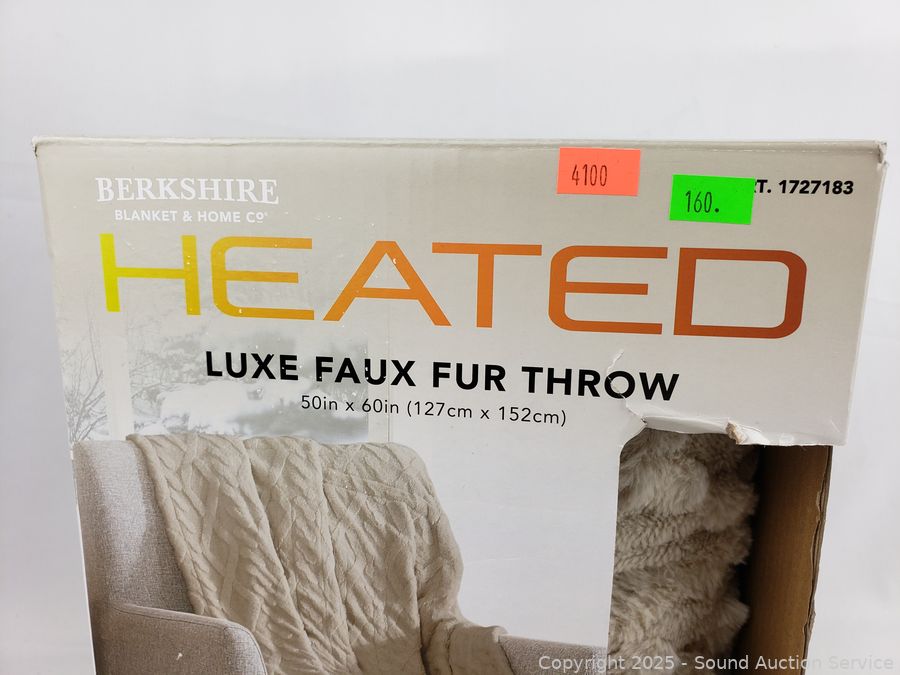 BERKSHIRE
BLANKET & HOME Cº
4100
160.
T. 1727183
HEATED
LUXE FAUX FUR THROW
50in x 60in (127cm x 152cm)
Copyright 2025 - Sound Auction Service